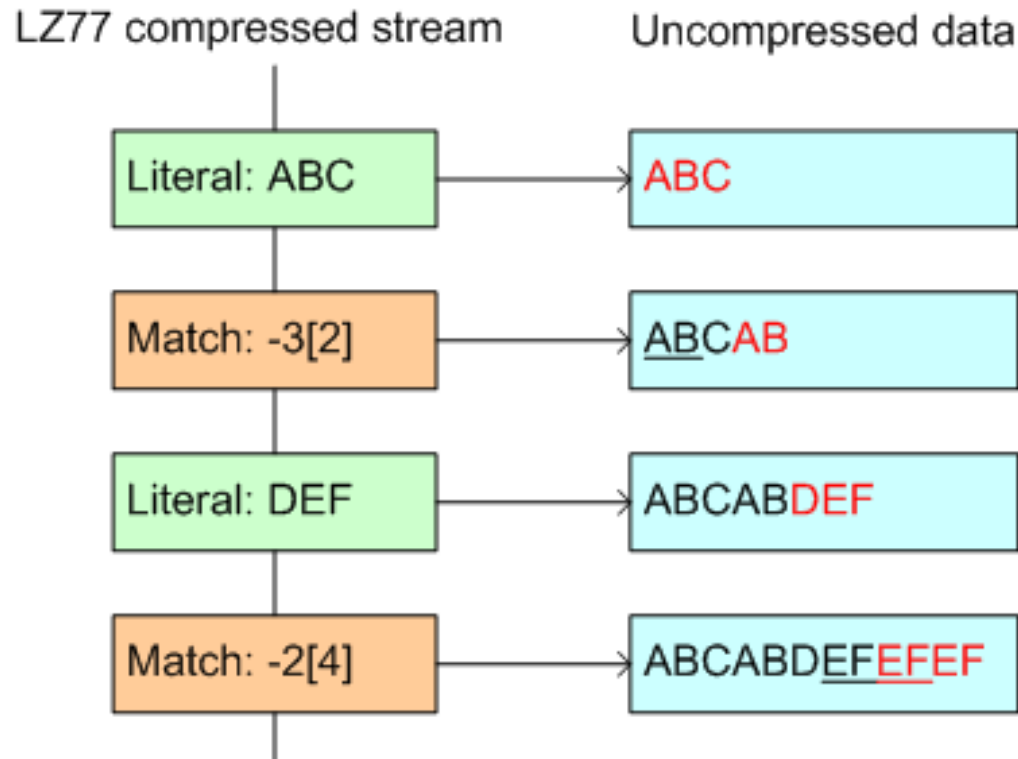 LZ77 compressed stream
Uncompressed data
Literal: ABC
ABC
Match: -3[2]
ABCAB
Literal: DEF
ABCABDEF
Match: -2[4]
ABCABDEFEFEF